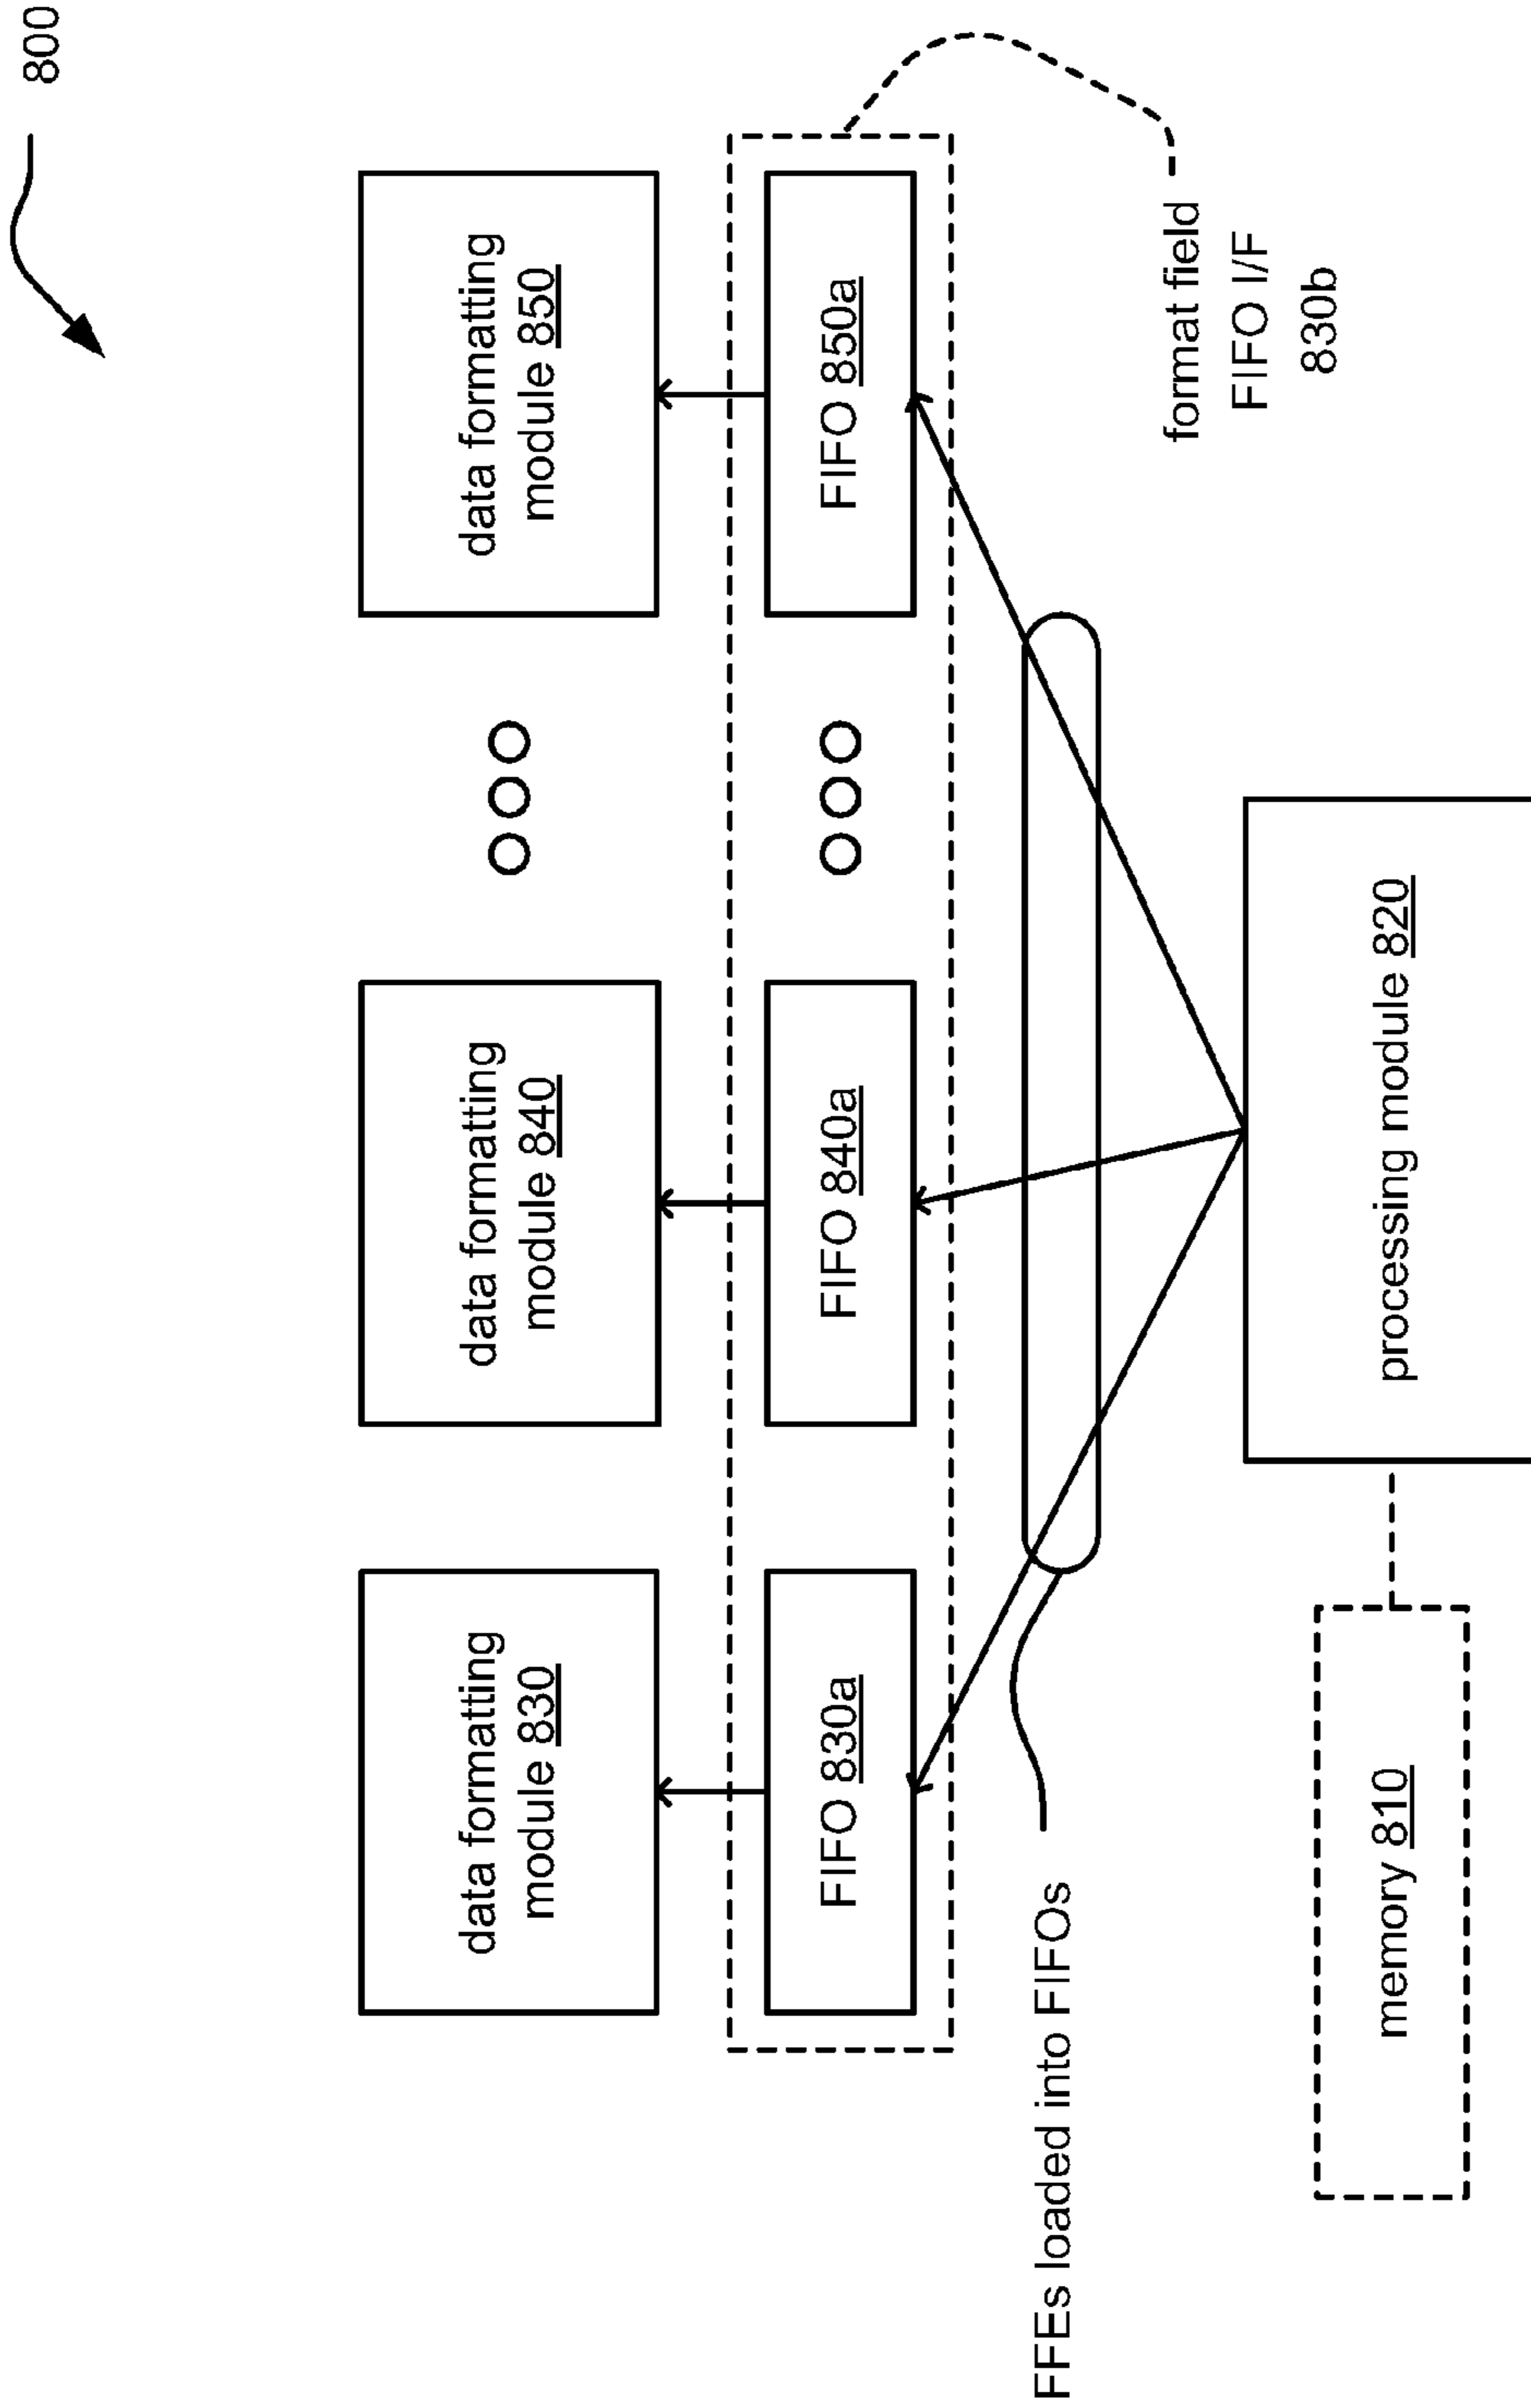 800
data formatting
module 830
data formatting
module 840
data formatting
module 850
FIFO 830a
FIFO 840a
FIFO 850a
FFEs loaded into FIFOs
format field
FIFO I/F
830b
memory 810
processing module 820